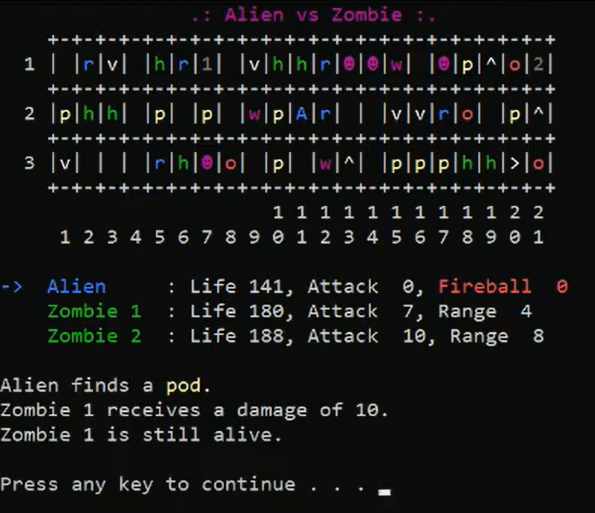 .: Alien vs Zombie :.
+-+-+-+-+-+-+-+-+-+-+-+-+-+-+-+-+-+-+-+-+-+
1 | |r|v| |h|r|1| |v|h|h|r|☻|☻|w| |☻|p|^|o|2|
+-+-+-+-+-+-+-+-+-+-+-+-+-+-+-+-+-+-+-+-+-+
2 |p|h|h| |p| |p| |w|p|A|r| | |v|v|r|o| |p|^|
+-+-+-+-+-+-+-+-+-+-+-+-+-+-+-+-+-+-+-+-+-+
3 |v| | | |r|h|☻|o| |p| |w|^| |p|p|p|h|h|>|o|
+-+-+-+-+-+-+-+-+-+-+-+-+-+-+-+-+-+-+-+-+-+
1 1 1 1 1 1 1 1 1 1 2 2
1 2 3 4 5 6 7 8 9 0 1 2 3 4 5 6 7 8 9 0 1
-> Alien : Life 141, Attack 0, Fireball 0
Zombie 1 : Life 180, Attack 7, Range 4
Zombie 2 : Life 188, Attack 10, Range 8
Alien finds a pod.
Zombie 1 receives a damage of 10.
Zombie 1 is still alive.
Press any key to continue . . . _